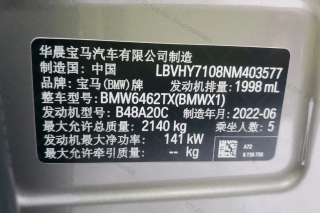 华晨宝马汽车有限公司制造
制造国：中国 LBVHY7108NM403577
品牌：宝马(BMW)牌 发动机排量：1998 mL
整车型号：BMW6462TX(BMWX1)
发动机型号：B48A20C 制造年月：2022-06
最大允许总质量：2140 kg 乘坐人数：5
发动机最大净功率：141 kW A72
最大允许牵引质量：-- kg